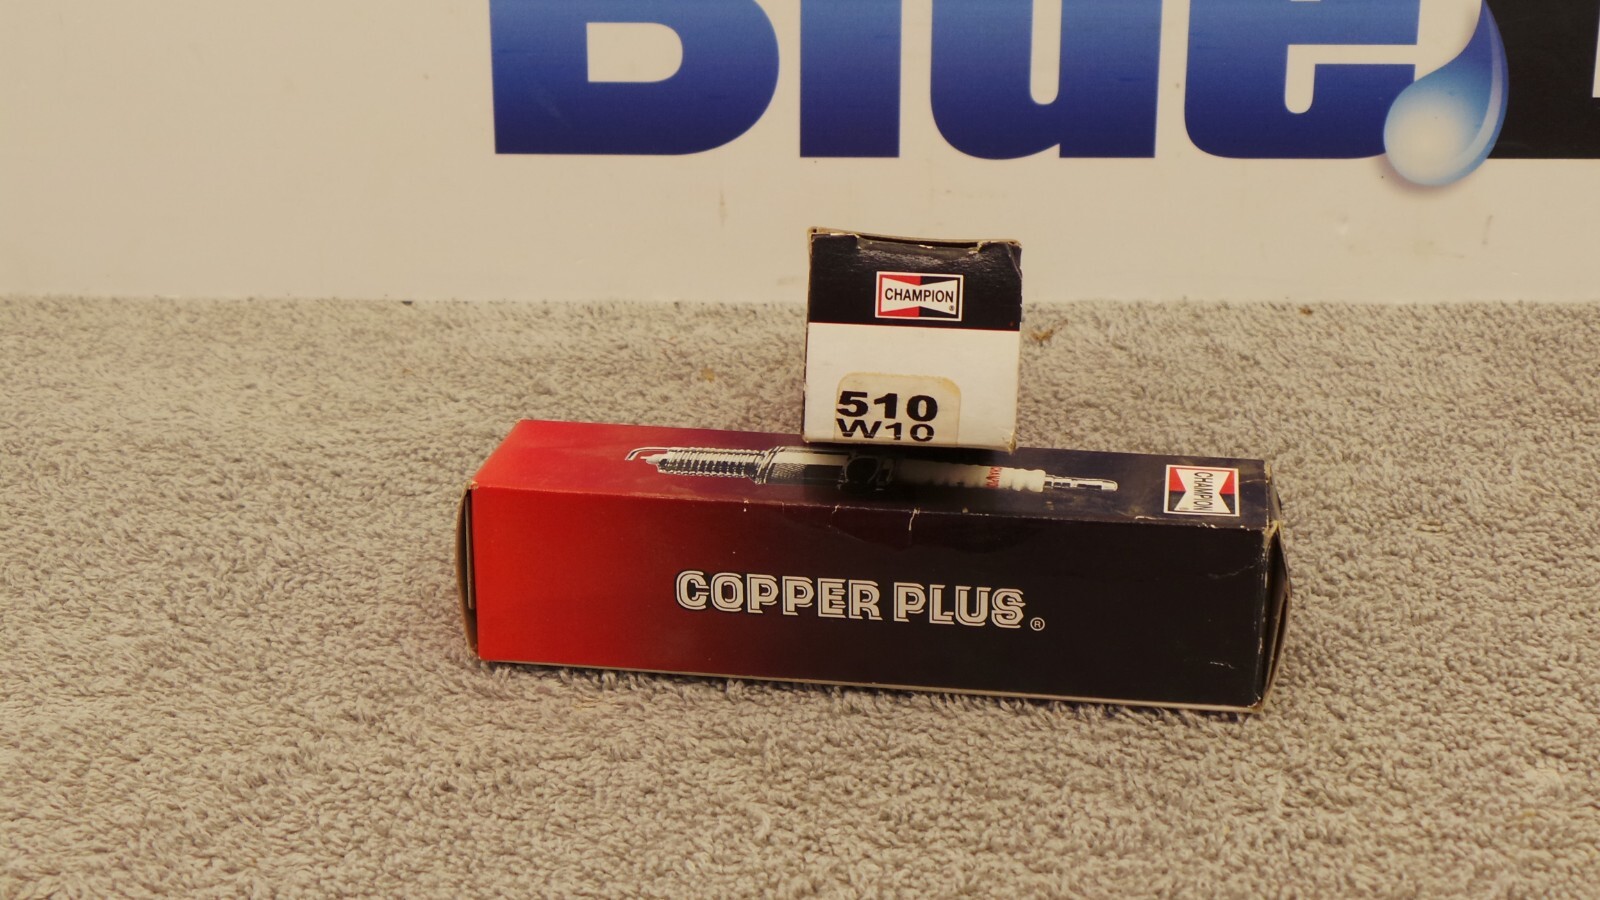 Blue
CHAMPION
®
510
W10
CHAMPION
COPPER PLUS®